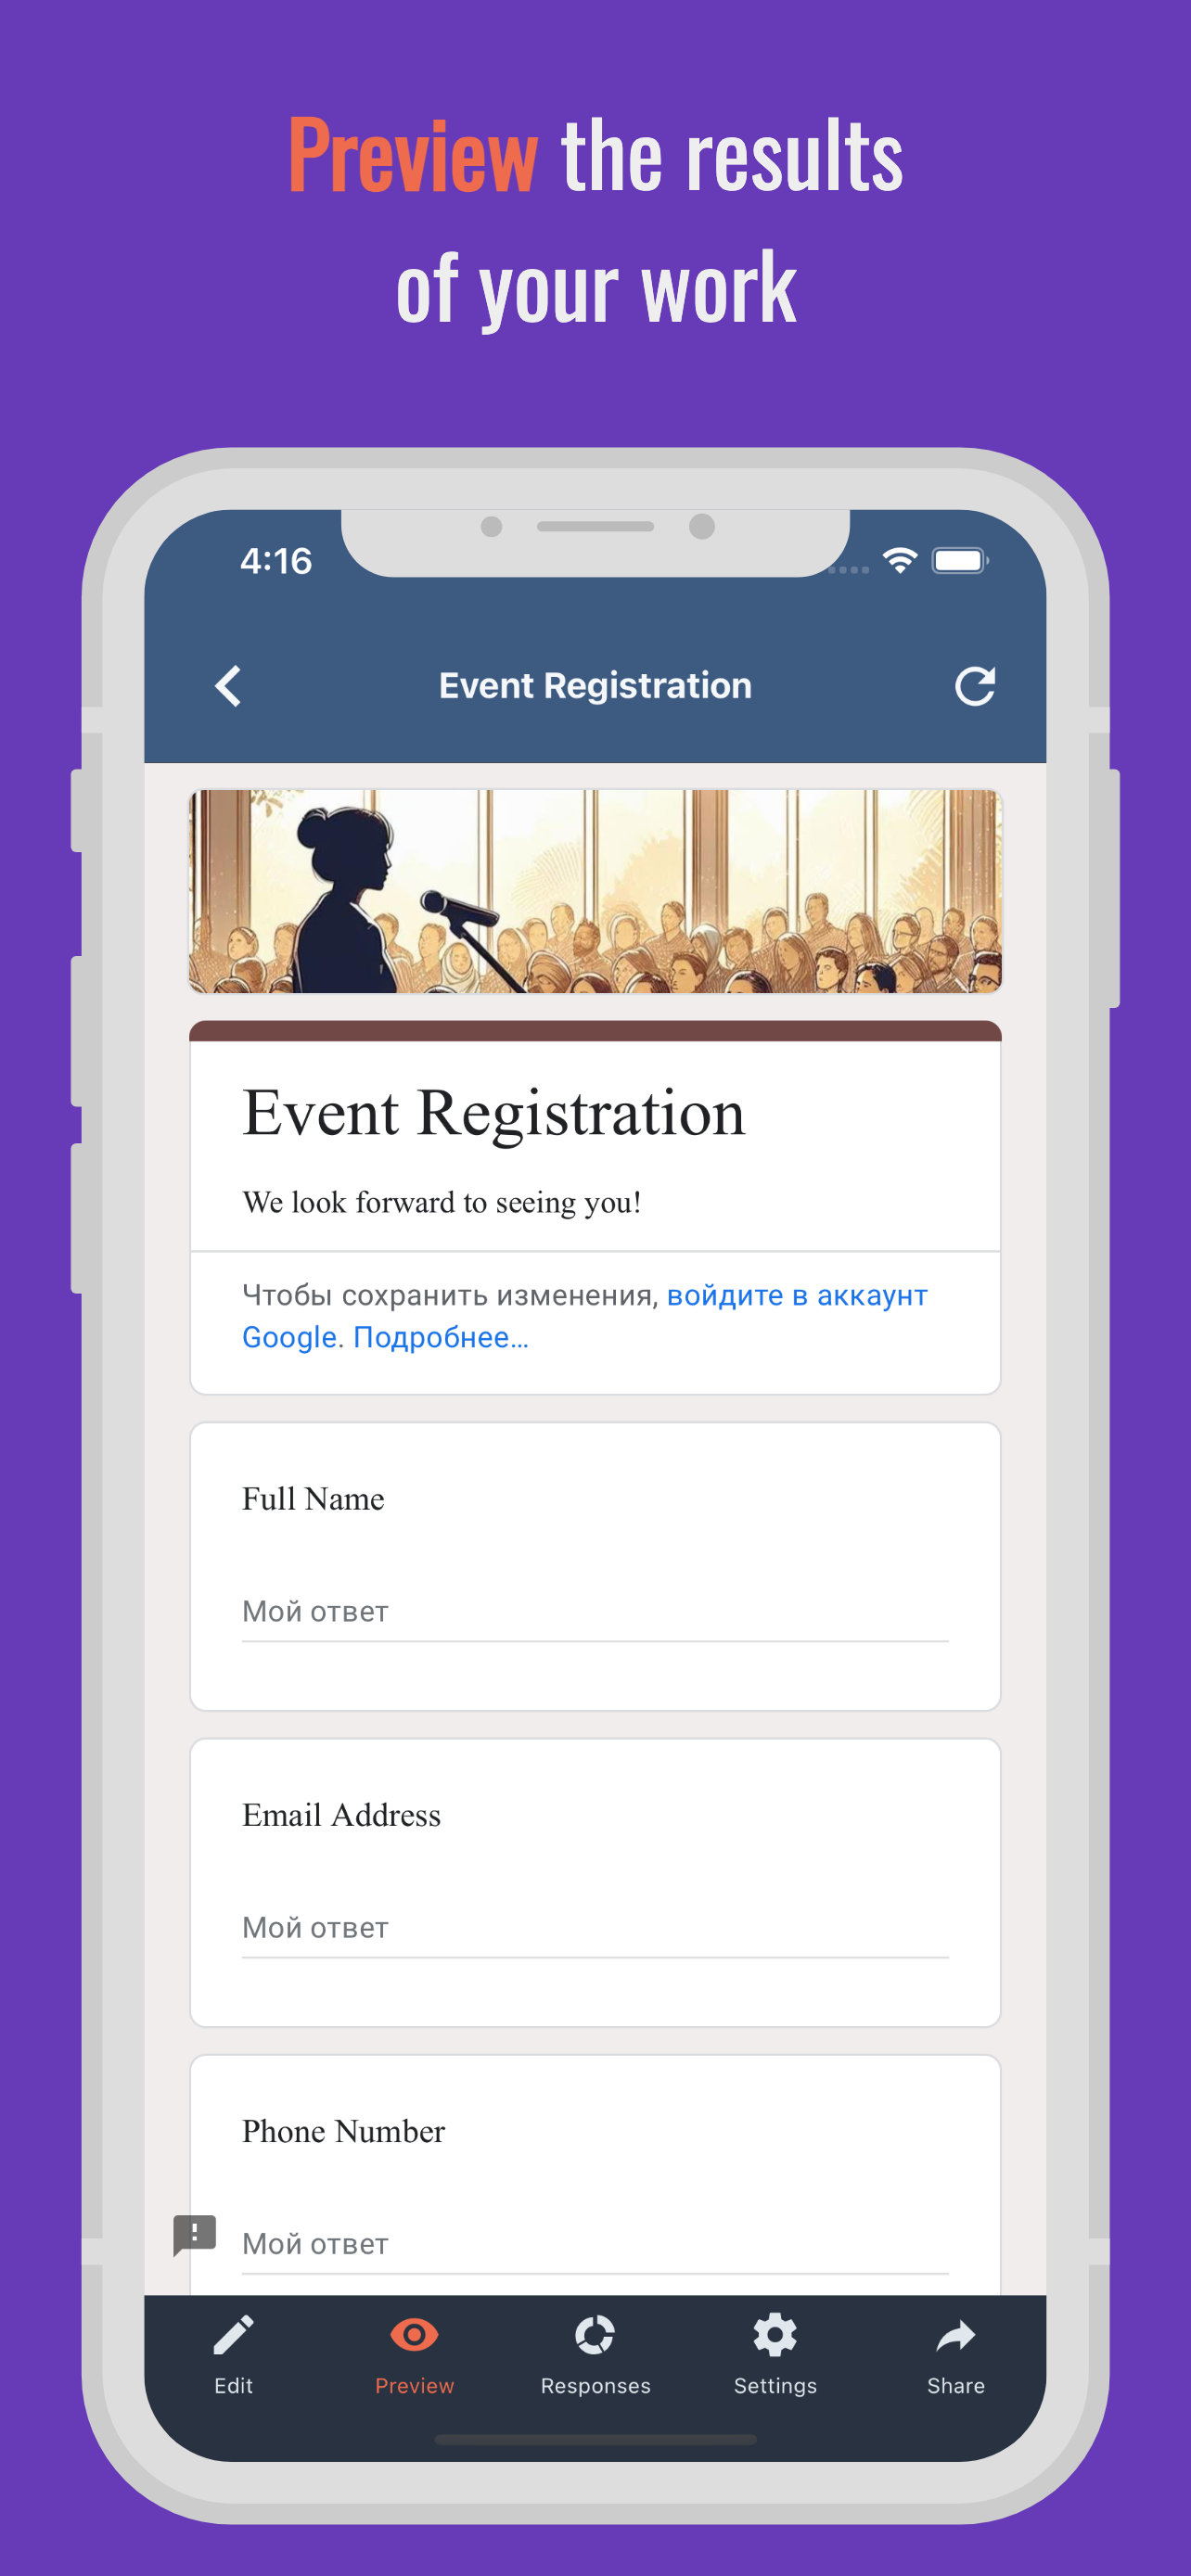 Preview the results
of your work
4:16
Event Registration
Event Registration
We look forward to seeing you!
Чтобы сохранить изменения, войдите в аккаунт
Google. Подробнее...
Full Name
Мой ответ
Email Address
Мой ответ
Phone Number
Мой ответ
Edit
Preview
Responses
Settings
Share